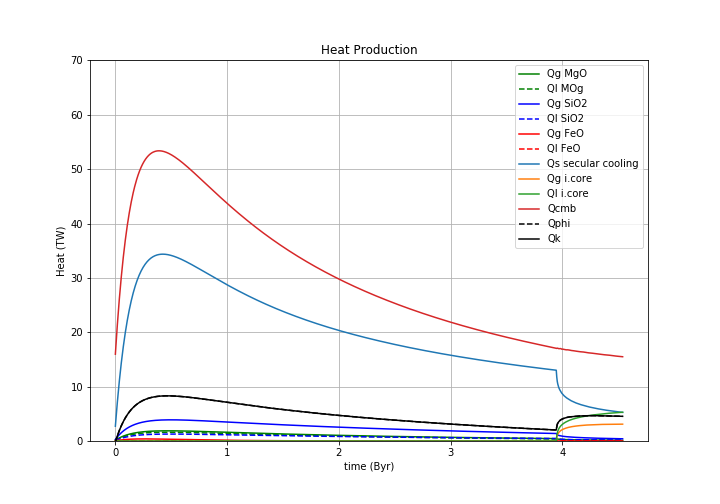 Heat Production
70
60
50
40
30
20
10
0
Heat (TW)
0 1 2 3 4
time (Byr)
Qg MgO
Ql MOg
Qg SiO2
Ql SiO2
Qg FeO
Ql FeO
Qs secular cooling
Qg i.core
Ql i.core
Qcmb
Qphi
Qk